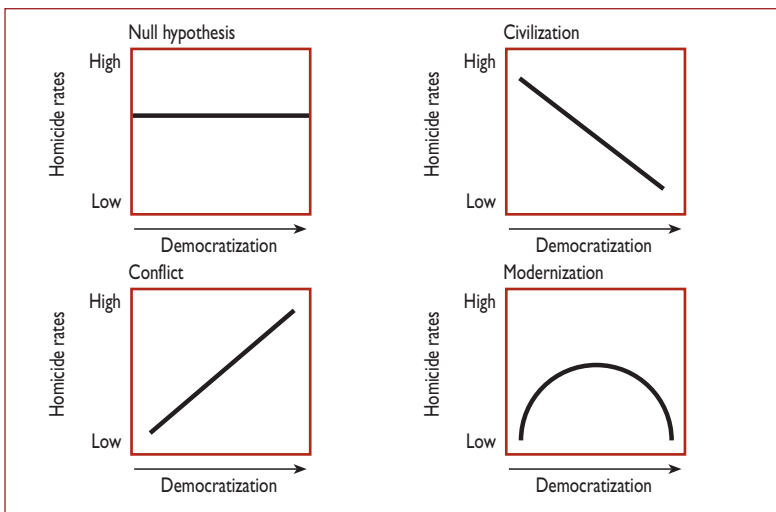 Null hypothesis
High
Homicide rates
Low
Democratization
Civilization
High
Homicide rates
Low
Democratization
Conflict
High
Homicide rates
Low
Democratization
Modernization
High
Homicide rates
Low
Democratization